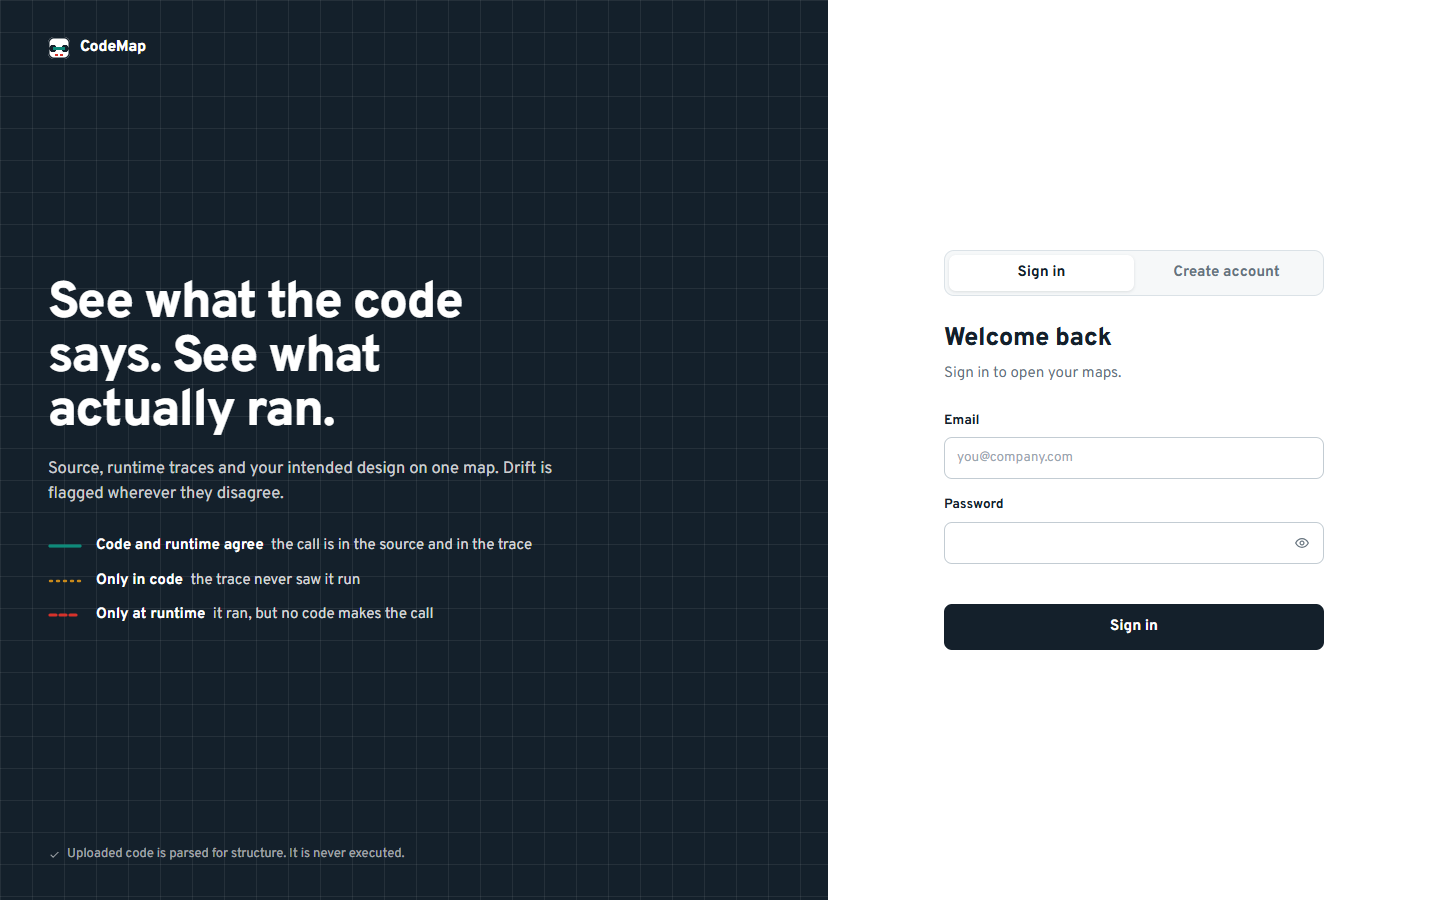 CodeMap
See what the code
says. See what
actually ran.
Source, runtime traces and your intended design on one map. Drift is
flagged wherever they disagree.
Code and runtime agree the call is in the source and in the trace
Only in code the trace never saw it run
Only at runtime it ran, but no code makes the call
Uploaded code is parsed for structure. It is never executed.
Sign in
Create account
Welcome back
Sign in to open your maps.
Email
you@company.com
Password
Sign in